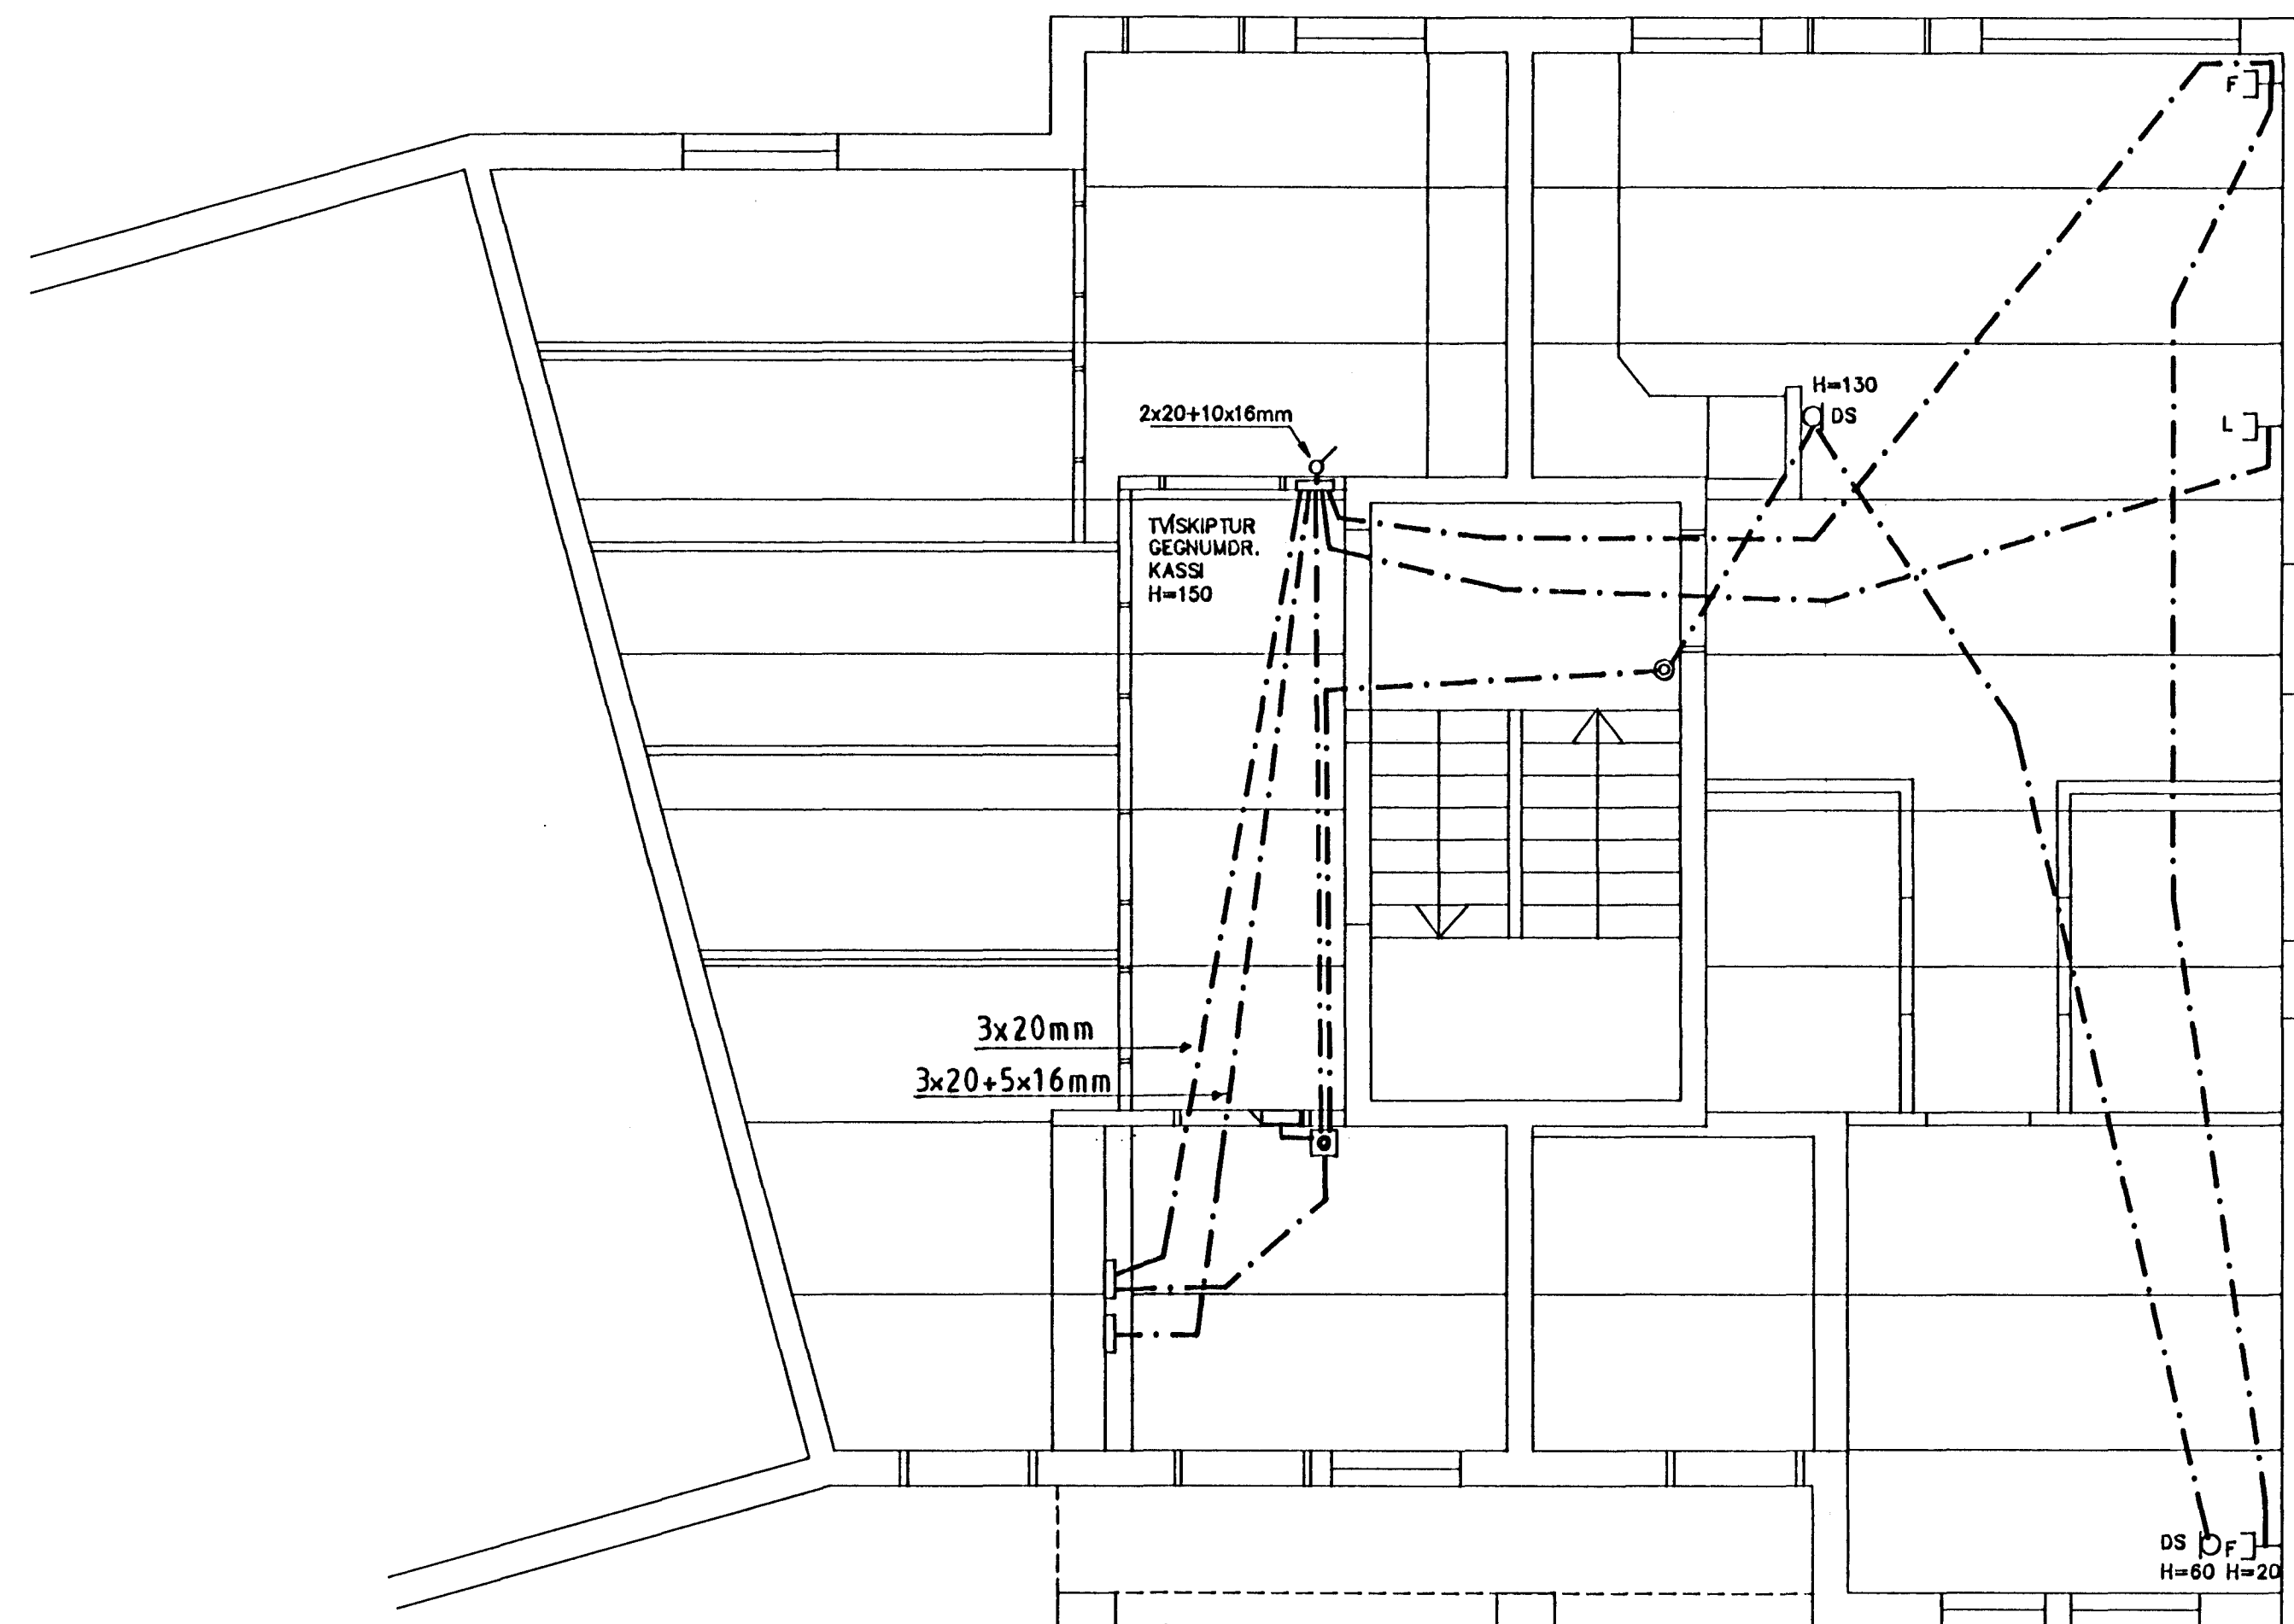 F
H=130
DS
2x20+10x16mm
L
TVÍSKIPTUR
GEGNUMDR.
KASSI
H=150
3x20mm
3x20+5x16mm
DS F
H=60 H=20